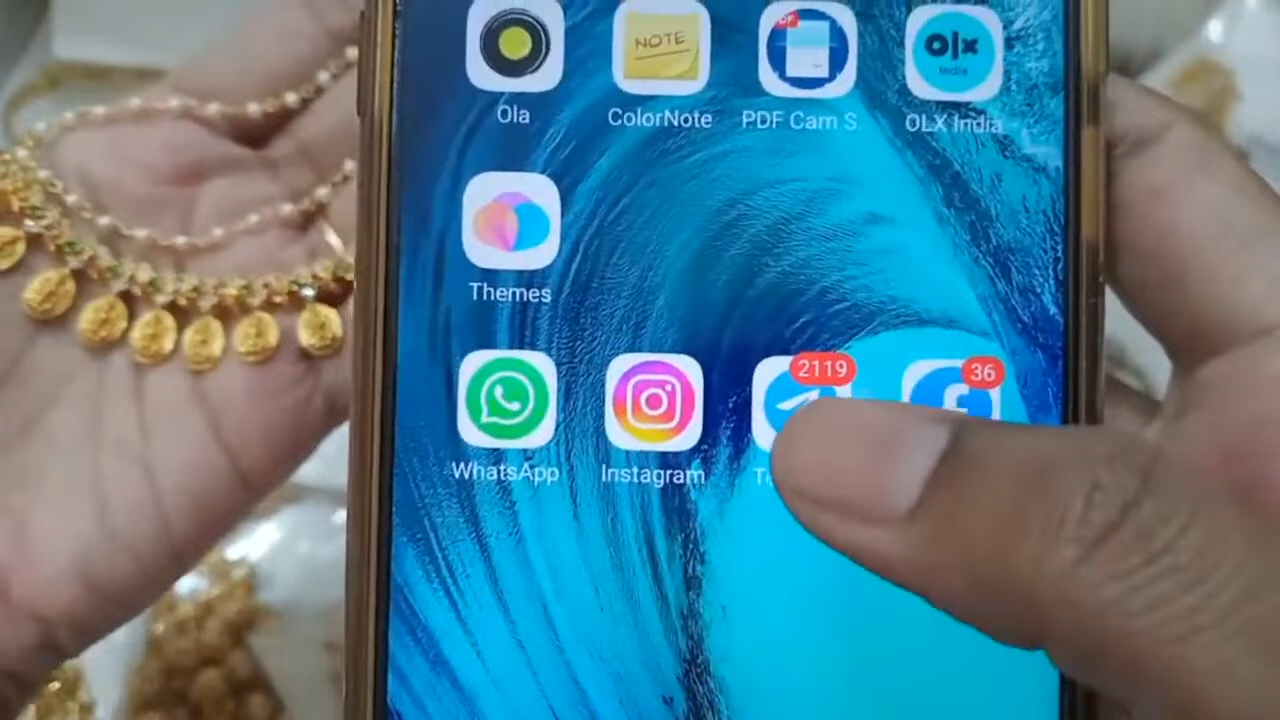 OLX
India
NOTE
Ola
ColorNote
PDF Cam S
OLX India
Themes
2119
36
WhatsApp
Instagram